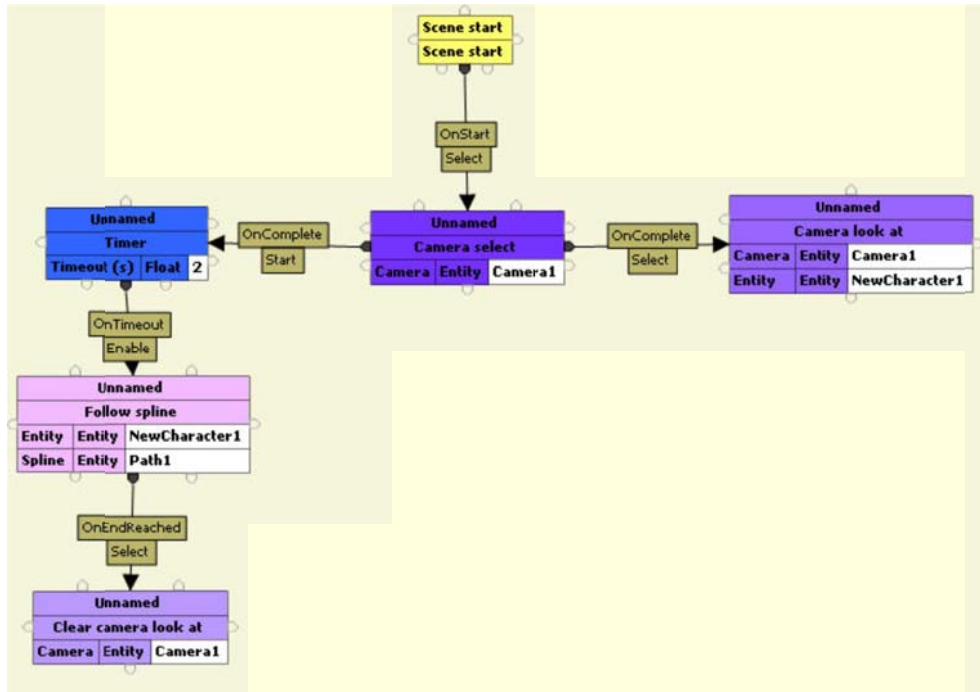 Scene start
Scene start
OnStart
Select
Unnamed
Timer
Timeout (s) Float 2
OnComplete
Start
Unnamed
Camera select
Camera Entity Camera1
OnComplete
Select
Unnamed
Camera look at
Camera Entity Camera1
Entity Entity NewCharacter1
OnTimeout
Enable
Unnamed
Follow spline
Entity Entity NewCharacter1
Spline Entity Path1
OnEndReached
Select
Unnamed
Clear camera look at
Camera Entity Camera1